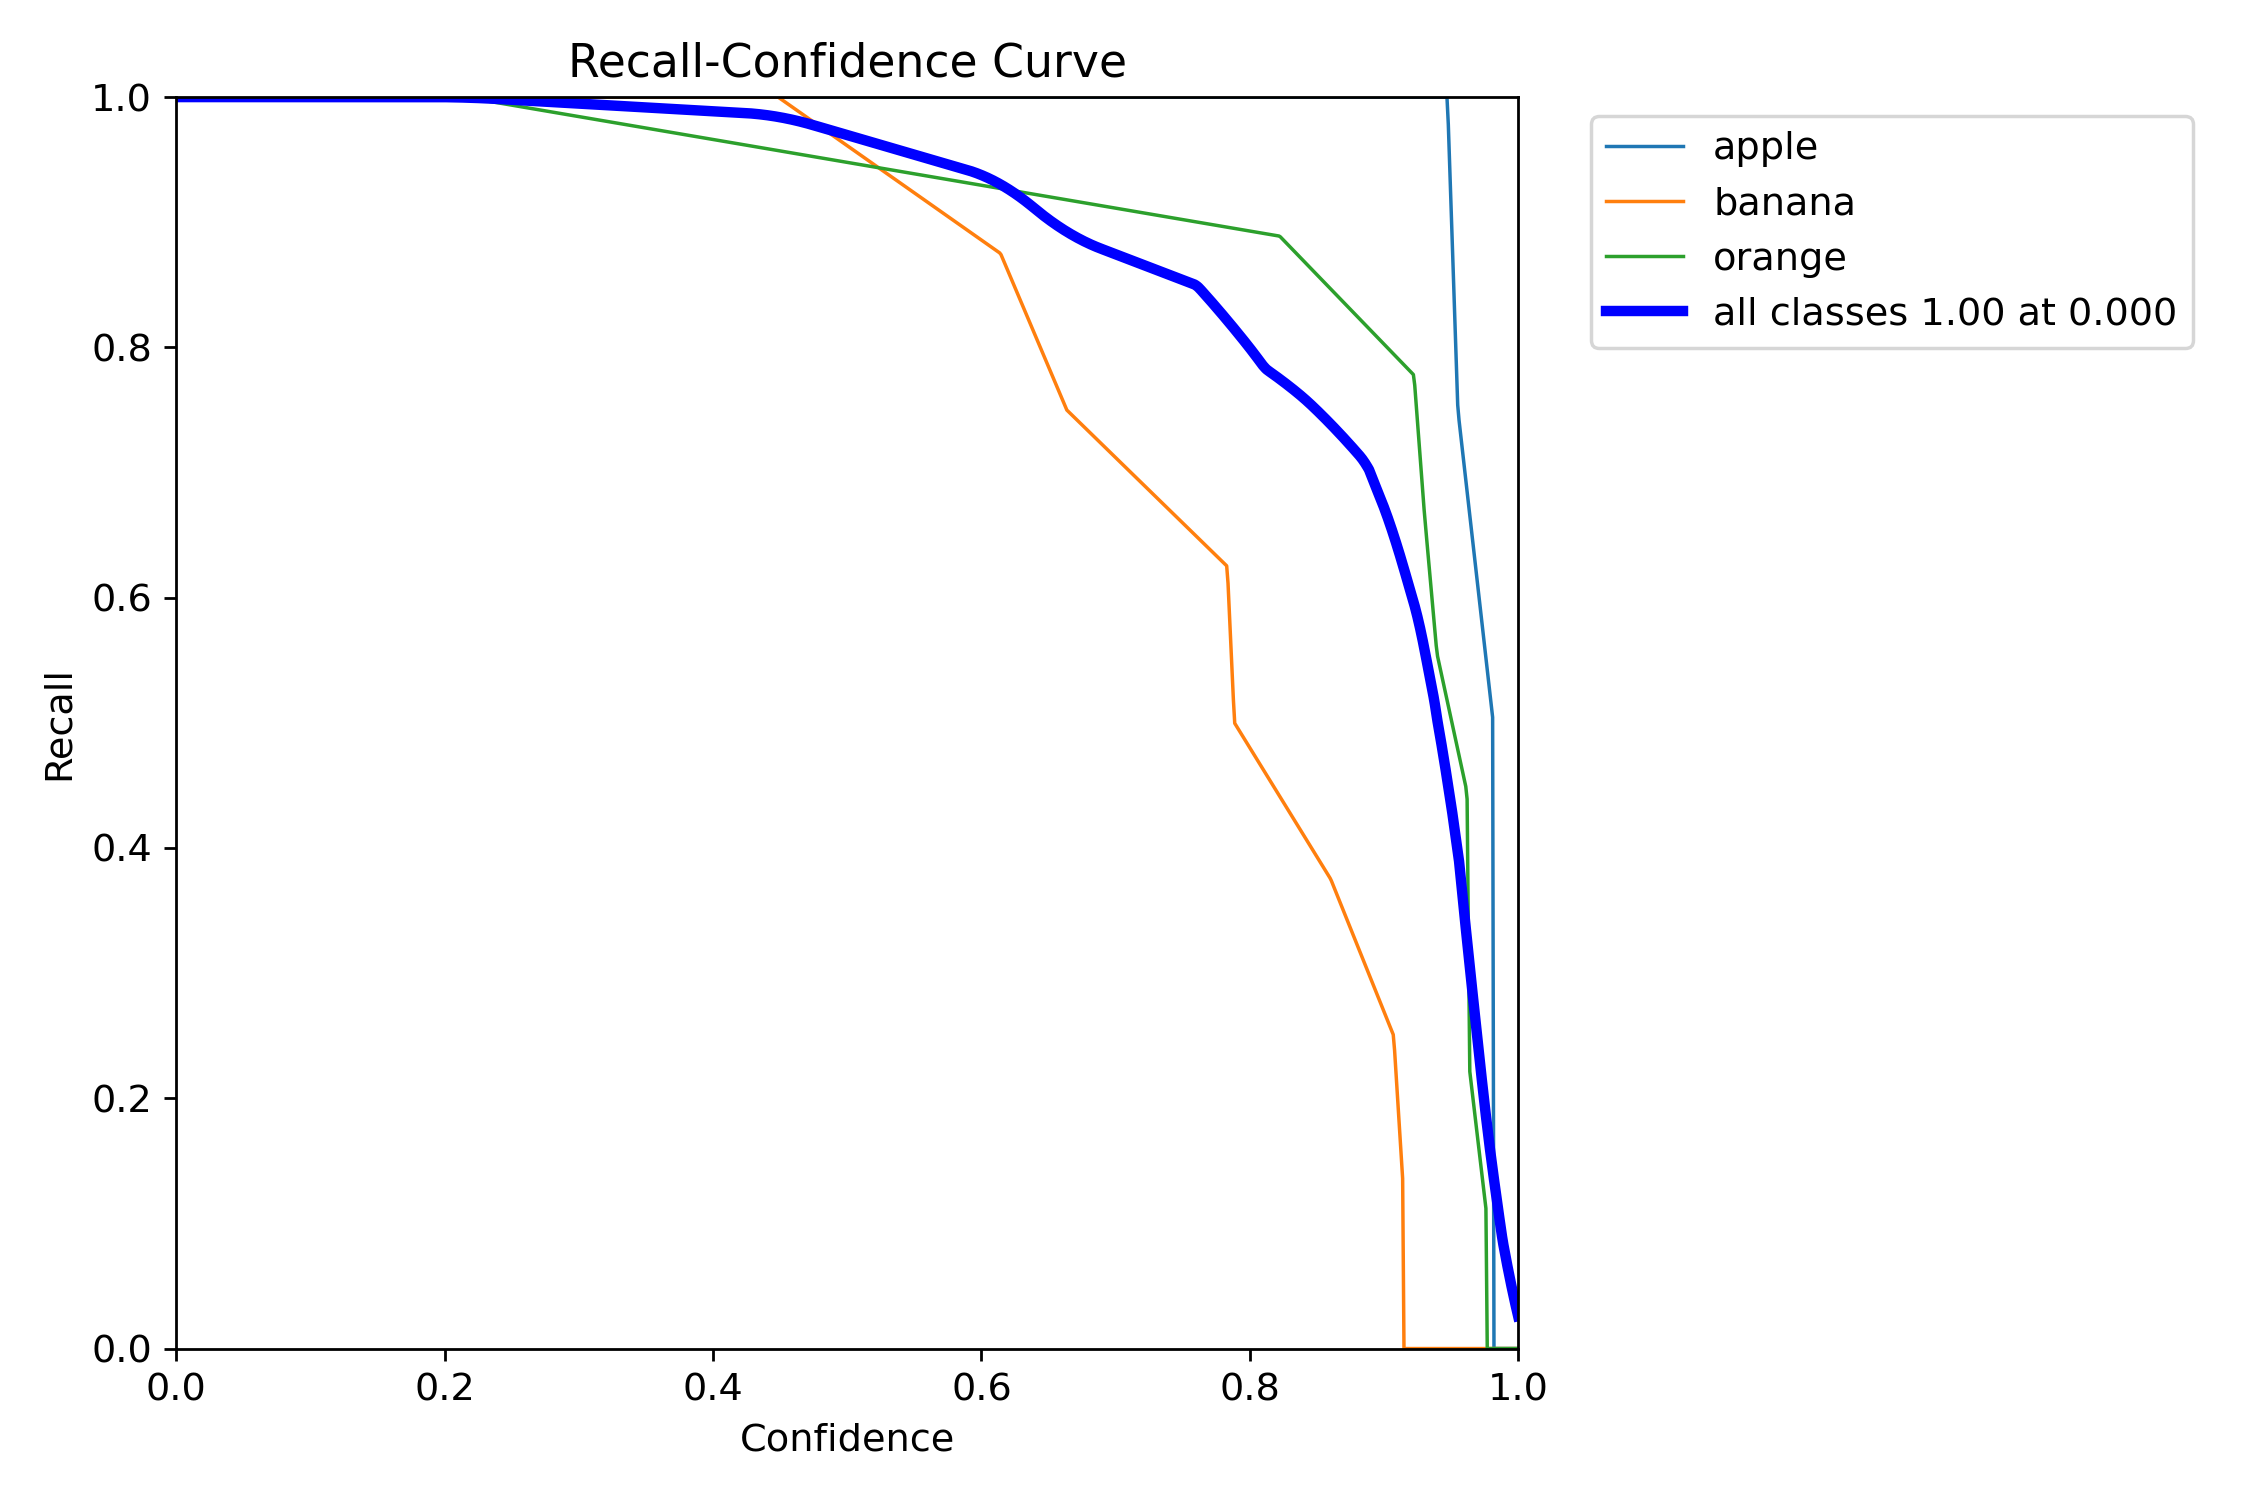 Recall-Confidence Curve
1.0
0.8
0.6
0.4
0.2
0.0
Recall
0.0 0.2 0.4 0.6 0.8 1.0
Confidence
apple
banana
orange
all classes 1.00 at 0.000